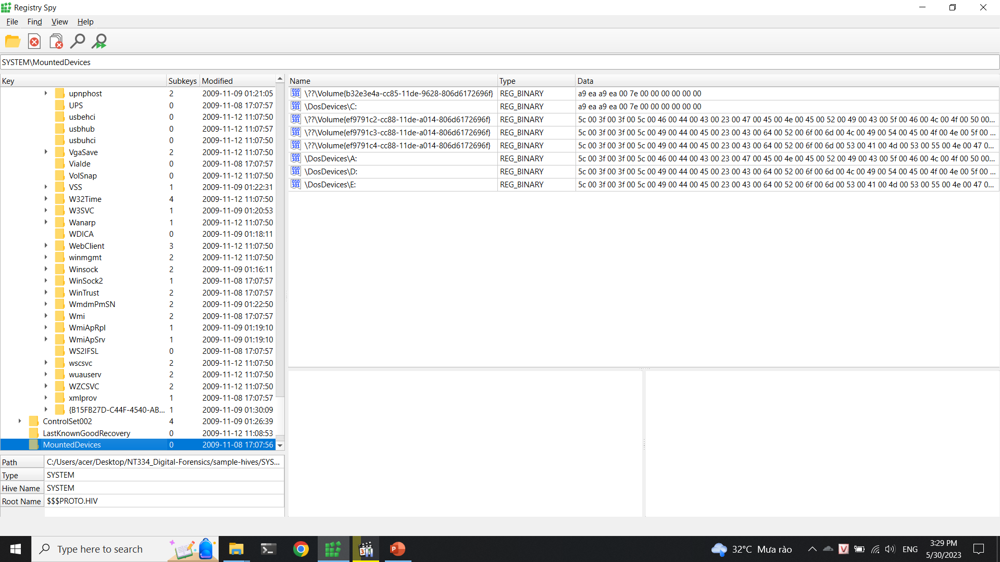 Registry Spy
File Find View Help
SYSTEM\MountedDevices
Key Subkeys Modified
upnphost 2 2009-11-09 01:21:05
UPS 0 2009-11-08 17:07:57
usbehci 0 2009-11-12 11:07:50
usbhub 0 2009-11-12 11:07:57
usbuhci 0 2009-11-12 11:07:50
VgaSave 2 2009-11-12 11:07:50
ViaIde 0 2009-11-08 17:07:57
VolSnap 0 2009-11-12 11:07:50
VSS 1 2009-11-09 01:22:31
W32Time 4 2009-11-12 11:07:50
W3SVC 1 2009-11-09 01:20:53
Wanarp 1 2009-11-12 11:07:50
WDICA 0 2009-11-09 01:18:11
WebClient 3 2009-11-12 11:07:50
winmgmt 2 2009-11-12 11:07:50
Winsock 2 2009-11-09 01:16:11
WinSock2 1 2009-11-08 17:07:57
WinTrust 2 2009-11-08 17:07:57
WmdmPmSN 2 2009-11-09 01:22:50
Wmi 2 2009-11-08 17:07:57
WmiApRpl 1 2009-11-09 01:19:10
WmiApSrv 1 2009-11-09 01:19:10
WS2IFSL 0 2009-11-08 17:07:57
wscsvc 2 2009-11-12 11:07:50
wuauserv 2 2009-11-12 11:07:50
WZCSVC 2 2009-11-12 11:07:50
xmlprov 1 2009-11-08 17:07:57
{B15FB27D-C44F-4540-AB... 1 2009-11-09 01:30:09
ControlSet002 4 2009-11-09 01:26:39
LastKnownGoodRecovery 0 2009-11-12 11:08:53
MountedDevices 0 2009-11-08 17:07:56
Path C:/Users/acer/Desktop/NT334_Digital-Forensics/sample-hives/SYS...
Type SYSTEM
Hive Name SYSTEM
Root Name $$$PROTO.HIV
Name Type Data
\??\Volume{b32e3e4a-cc85-11de-9628-806d6172696f} REG_BINARY a9 ea a9 ea 00 7e 00 00 00 00 00 00
\DosDevices\C: REG_BINARY a9 ea a9 ea 00 7e 00 00 00 00 00 00
\??\Volume{ef9791c2-cc88-11de-a014-806d6172696f} REG_BINARY 5c 00 3f 00 3f 00 5c 00 46 00 44 00 43 00 23 00 47 00 45 00 4e 00 45 00 52 00 49 00 43 00 5f 00 46 00 4c 00 4f 00 50 00...
\??\Volume{ef9791c3-cc88-11de-a014-806d6172696f} REG_BINARY 5c 00 3f 00 3f 00 5c 00 49 00 44 00 45 00 23 00 43 00 64 00 52 00 6f 00 6d 00 4c 00 49 00 54 00 45 00 4f 00 4e 00 5f 00 ...
\??\Volume{ef9791c4-cc88-11de-a014-806d6172696f} REG_BINARY 5c 00 3f 00 3f 00 5c 00 49 00 44 00 45 00 23 00 43 00 64 00 52 00 6f 00 6d 00 53 00 41 00 4d 00 53 00 55 00 4e 00 47 0...
\DosDevices\A: REG_BINARY 5c 00 3f 00 3f 00 5c 00 46 00 44 00 43 00 23 00 47 00 45 00 4e 00 45 00 52 00 49 00 43 00 5f 00 46 00 4c 00 4f 00 50 00...
\DosDevices\D: REG_BINARY 5c 00 3f 00 3f 00 5c 00 49 00 44 00 45 00 23 00 43 00 64 00 52 00 6f 00 6d 00 4c 00 49 00 54 00 45 00 4f 00 4e 00 5f 00 ...
\DosDevices\E: REG_BINARY 5c 00 3f 00 3f 00 5c 00 49 00 44 00 45 00 23 00 43 00 64 00 52 00 6f 00 6d 00 53 00 41 00 4d 00 53 00 55 00 4e 00 47 0...
Type here to search
32°C Mưa rào
ENG
3:29 PM
5/30/2023